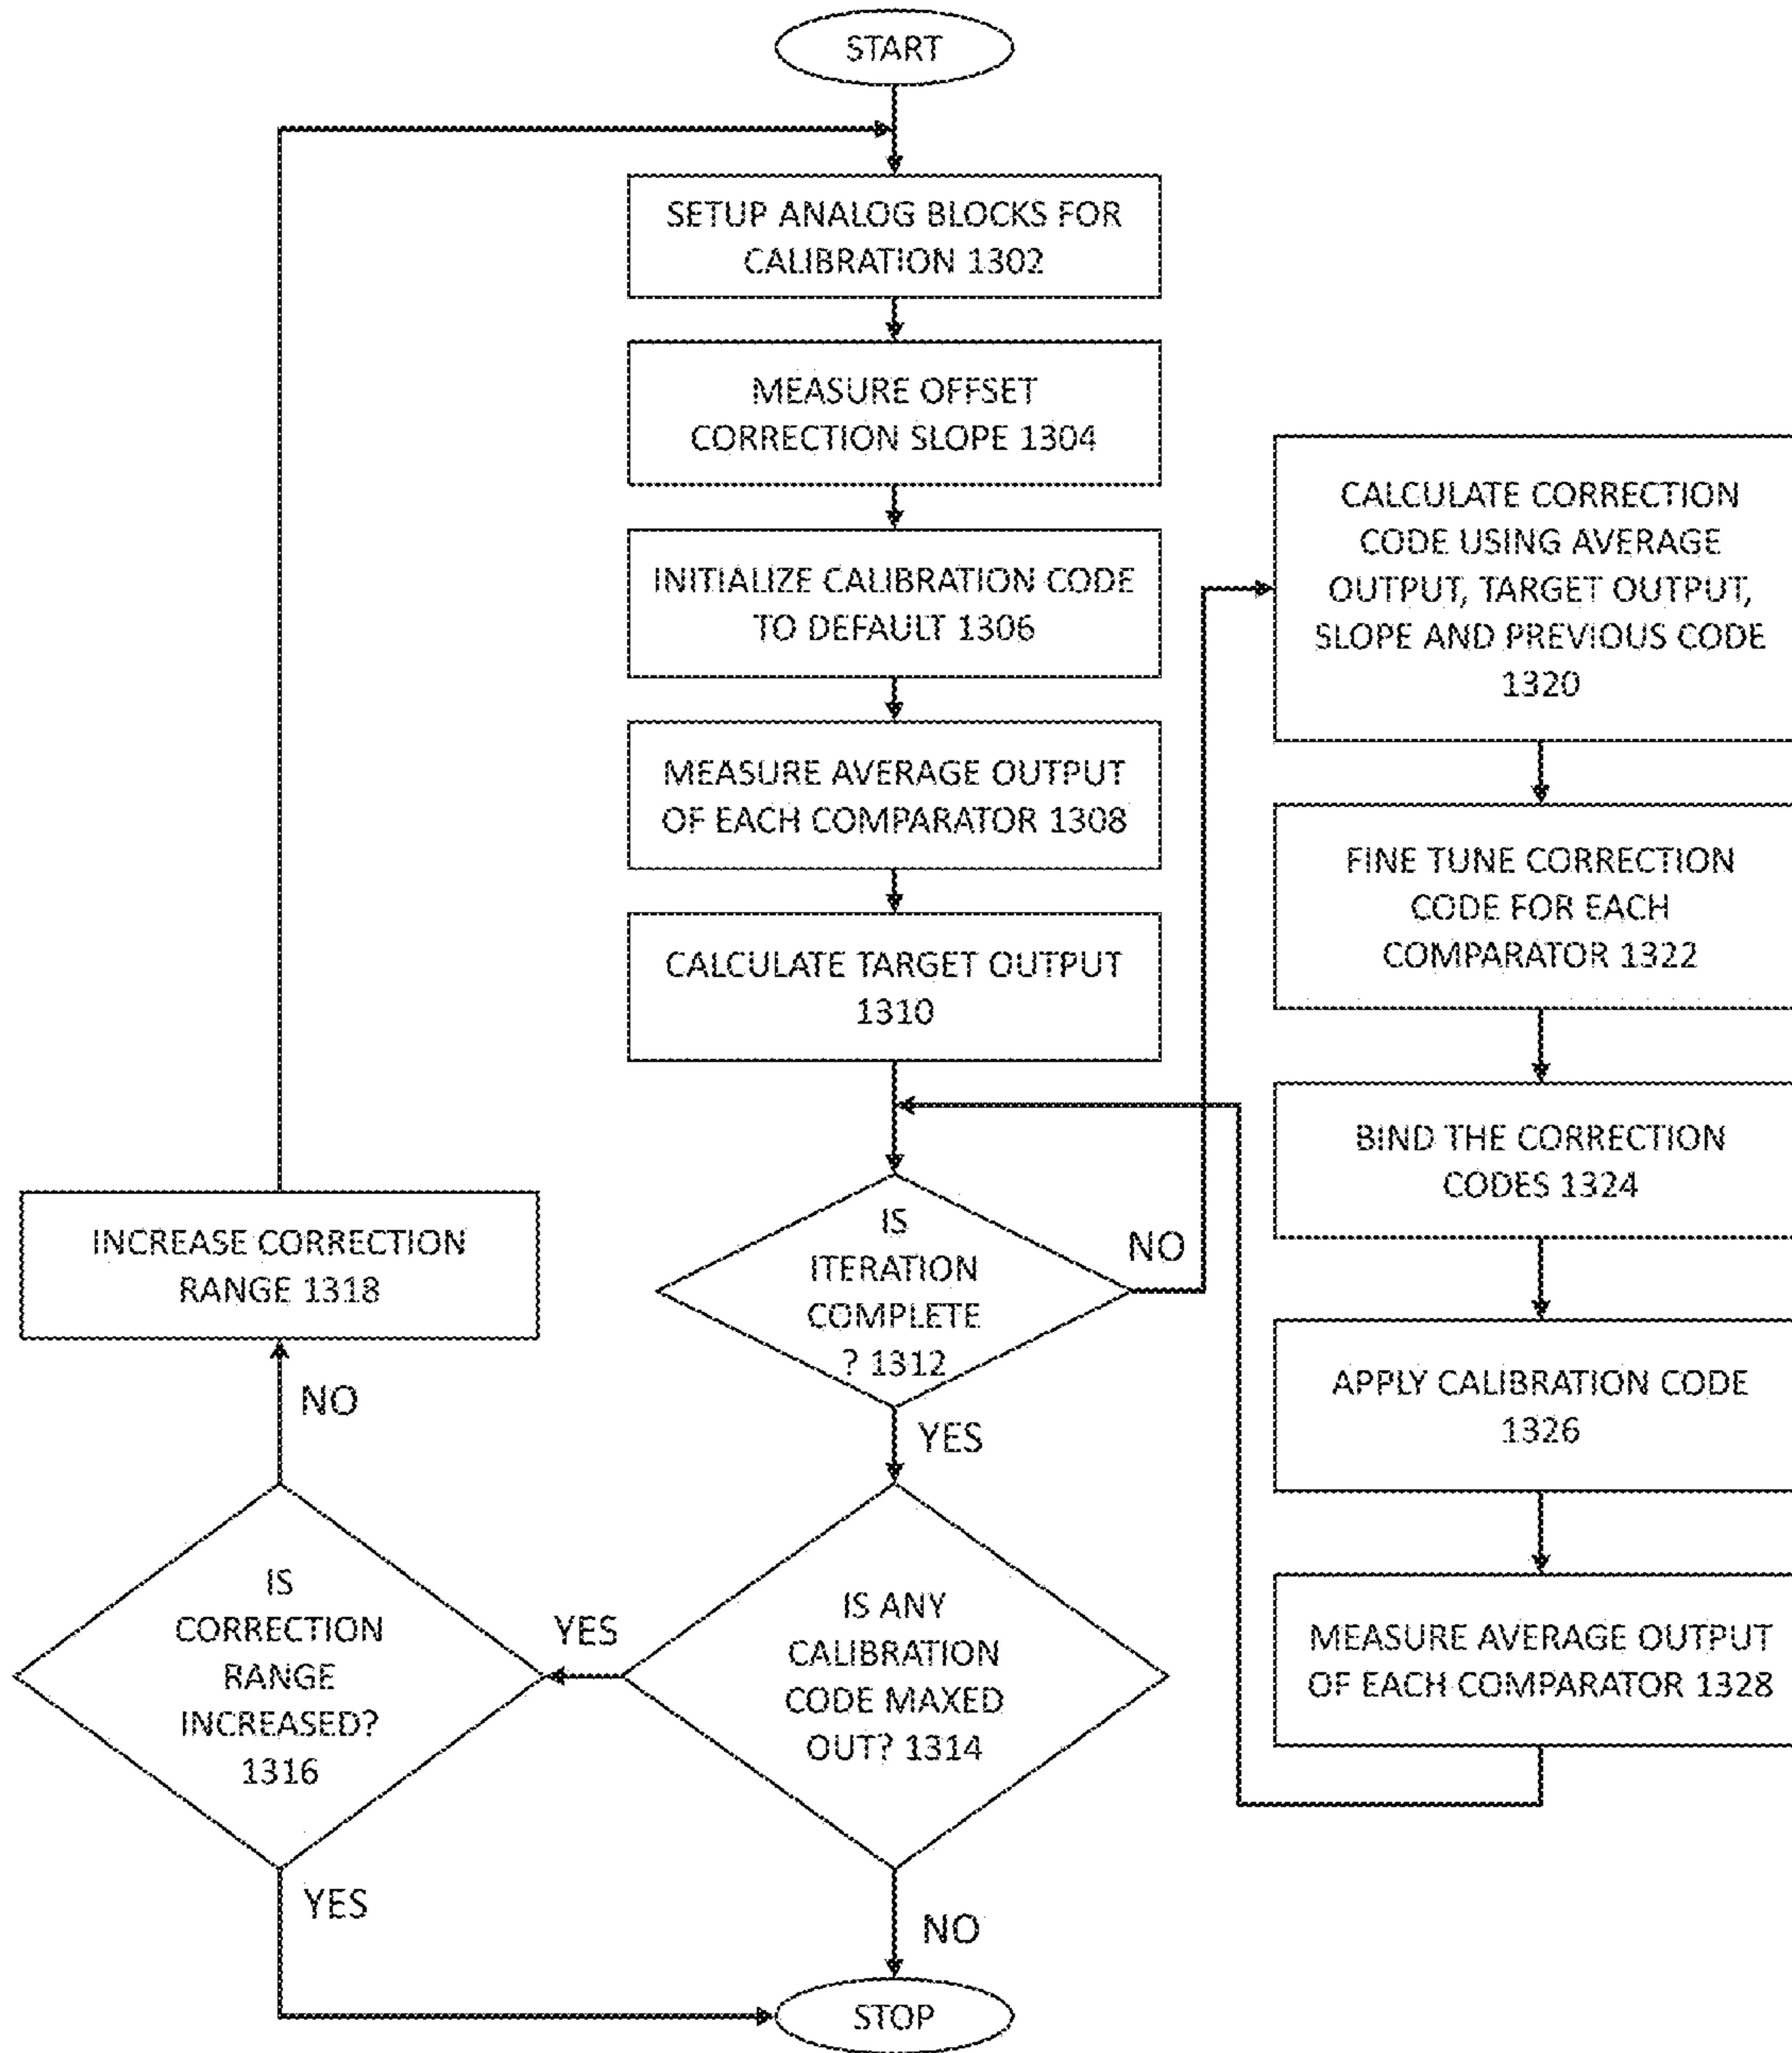 START
SETUP ANALOG BLOCKS FOR
CALIBRATION 1302
MEASURE OFFSET
CORRECTION SLOPE 1304
INITIALIZE CALIBRATION CODE
TO DEFAULT 1306
MEASURE AVERAGE OUTPUT
OF EACH COMPARATOR 1308
CALCULATE TARGET OUTPUT
1310
IS
ITERATION
COMPLETE
? 1312
NO
YES
CALCULATE CORRECTION
CODE USING AVERAGE
OUTPUT, TARGET OUTPUT,
SLOPE AND PREVIOUS CODE
1320
FINE TUNE CORRECTION
CODE FOR EACH
COMPARATOR 1322
BIND THE CORRECTION
CODES 1324
APPLY CALIBRATION CODE
1326
MEASURE AVERAGE OUTPUT
OF EACH COMPARATOR 1328
IS ANY
CALIBRATION
CODE MAXED
OUT? 1314
YES
NO
IS
CORRECTION
RANGE
INCREASED?
1316
NO
YES
INCREASE CORRECTION
RANGE 1318
STOP